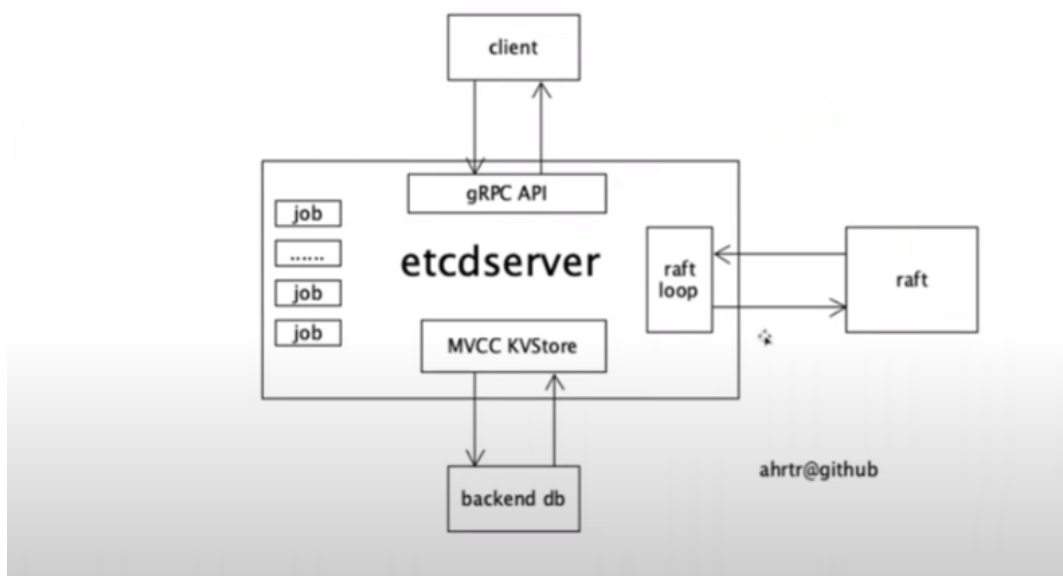 client
gRPC API
job
......
job
job
etcdserver
raft
loop
raft
MVCC KVStore
backend db
ahrtr@github